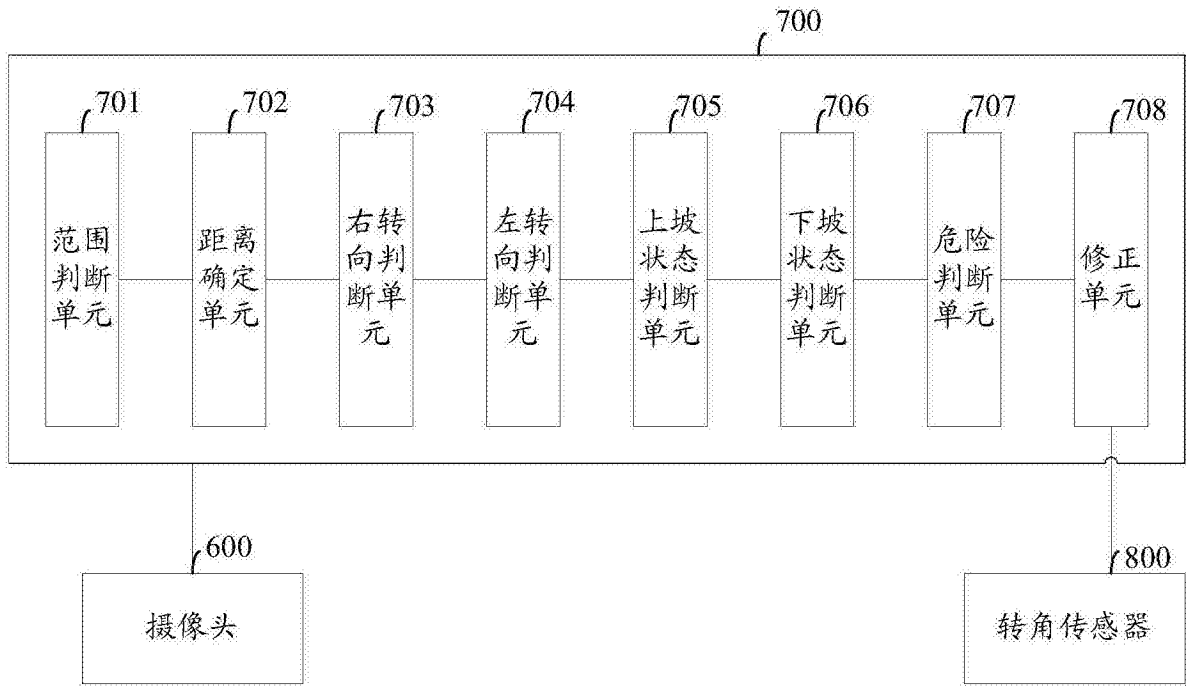 700
701
702
703
704
705
706
707
708
范围
判断
单元
距离
确定
单元
右转
向判
断单
元
左转
向判
断单
元
上坡
状态
判断
单元
下坡
状态
判断
单元
危险
判断
单元
修正
单元
600
摄像头
800
转角传感器